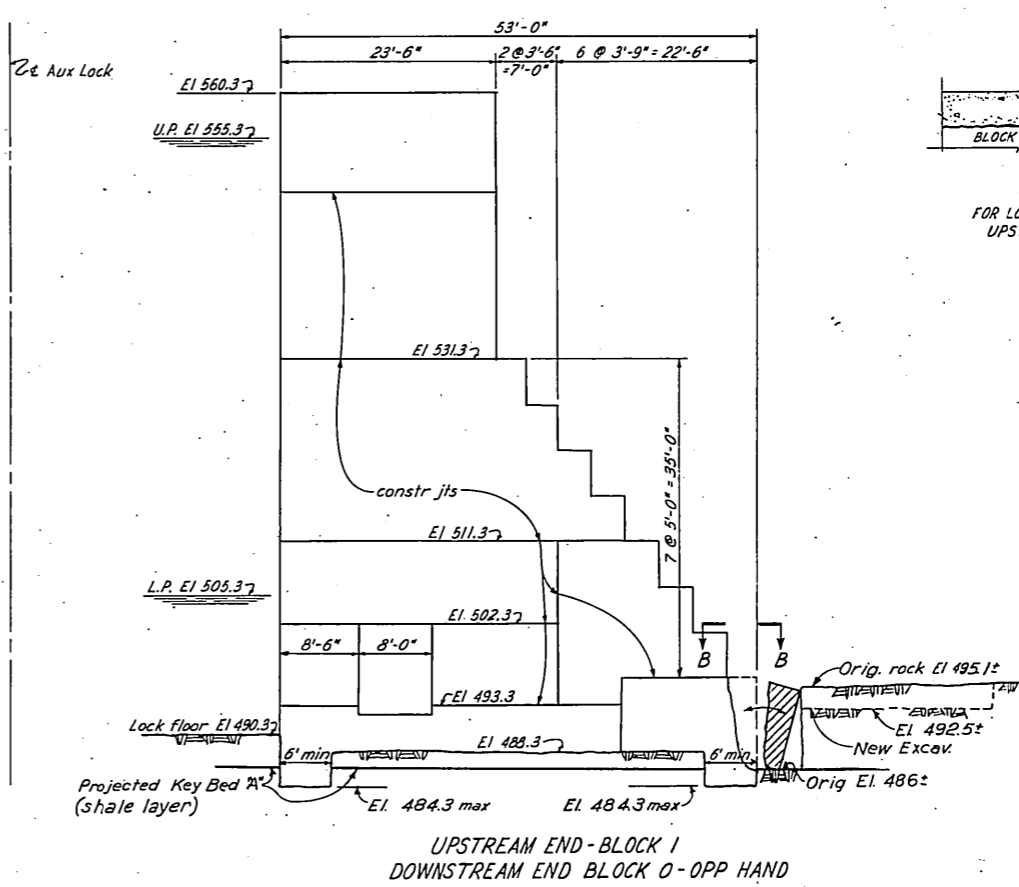 53'-0"
23'-6"
2 @ 3'-6"
= 7'-0"
6 @ 3'-9" = 22'-6"
℄ Aux Lock
El 560.3
U.P. El 555.3
BLOCK
FOR LO
UPS
El 531.3
constr jts
7 @ 5'-0" = 35'-0"
El 511.3
L.P. El 505.3
El. 502.3
8'-6"
8'-0"
B
B
Orig. rock El 495.1±
El 493.3
El. 492.5±
Lock floor El 490.3
New Excav.
6' min
El 488.3
6' min
Projected Key Bed "A"
(shale layer)
Orig El. 486±
El. 484.3 max
El. 484.3 max
UPSTREAM END - BLOCK 1
DOWNSTREAM END BLOCK 0 - OPP HAND